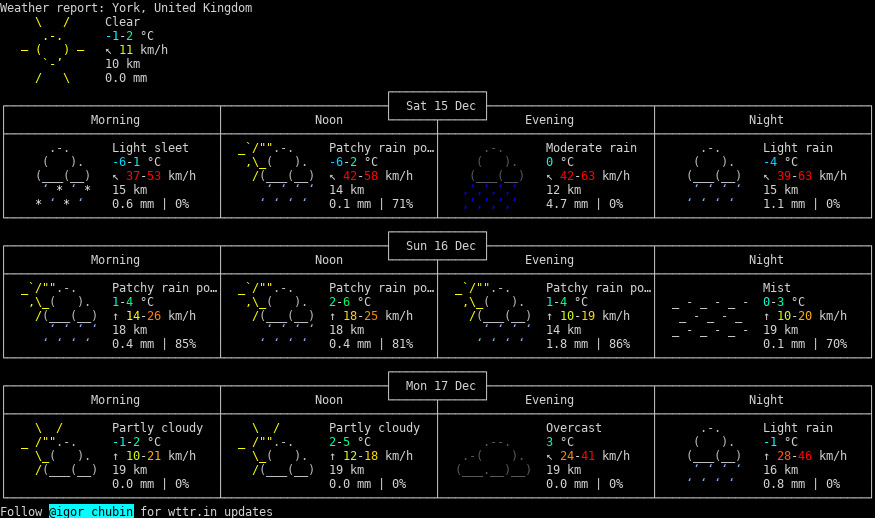 Weather report: York, United Kingdom
Clear
-1-2 °C
↖ 11 km/h
10 km
0.0 mm
Sat 15 Dec
Morning Noon Evening Night
Light sleet Patchy rain po… Moderate rain Light rain
-6-1 °C -6-2 °C 0 °C -4 °C
↖ 37-53 km/h ↖ 42-58 km/h ↖ 42-63 km/h ↖ 39-63 km/h
15 km 14 km 12 km 15 km
0.6 mm | 0% 0.1 mm | 71% 4.7 mm | 0% 1.1 mm | 0%
Sun 16 Dec
Morning Noon Evening Night
Patchy rain po… Patchy rain po… Patchy rain po… Mist
1-4 °C 2-6 °C 1-4 °C 0-3 °C
↑ 14-26 km/h ↑ 18-25 km/h ↑ 10-19 km/h ↑ 10-20 km/h
18 km 18 km 14 km 19 km
0.4 mm | 85% 0.4 mm | 81% 1.8 mm | 86% 0.1 mm | 70%
Mon 17 Dec
Morning Noon Evening Night
Partly cloudy Partly cloudy Overcast Light rain
-1-2 °C 2-5 °C 3 °C -1 °C
↑ 10-21 km/h ↑ 12-18 km/h ↖ 24-41 km/h ↑ 28-46 km/h
19 km 19 km 19 km 16 km
0.0 mm | 0% 0.0 mm | 0% 0.0 mm | 0% 0.8 mm | 0%
Follow @igor_chubin for wttr.in updates